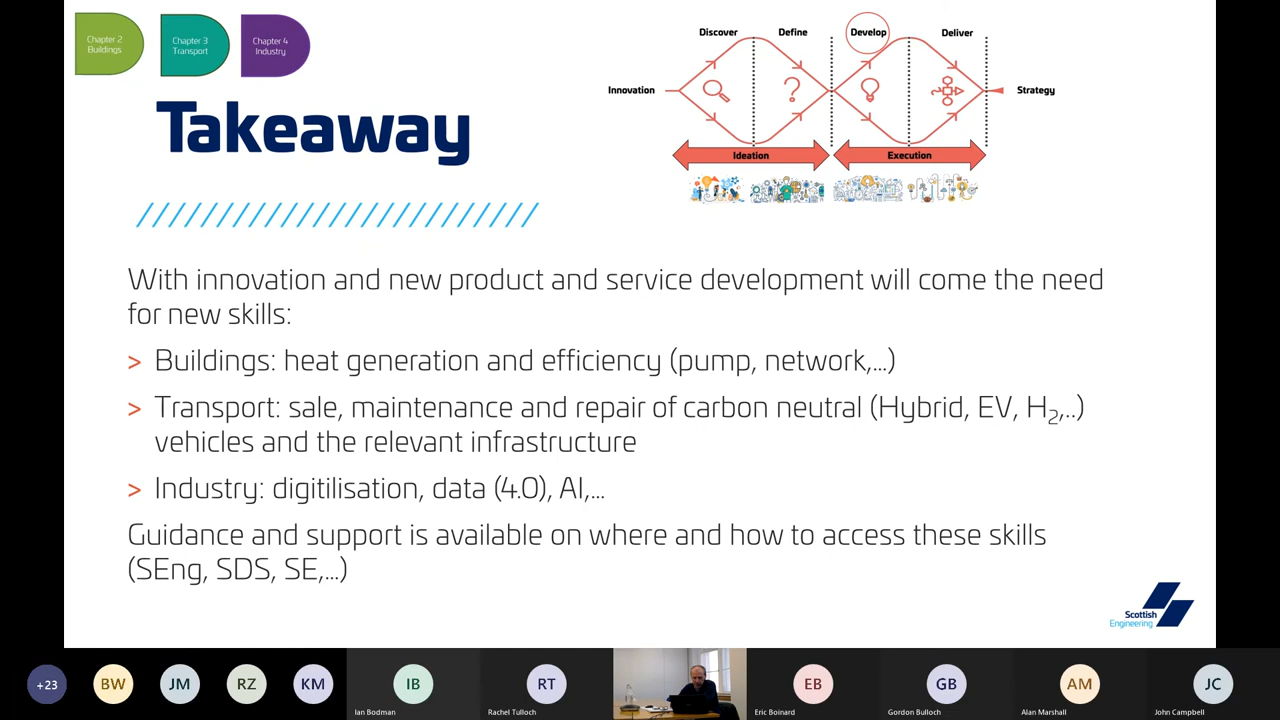 Chapter 2
Buildings
Chapter 3
Transport
Chapter 4
Industry
Takeaway
Discover
Define
Develop
Deliver
Innovation
Strategy
Ideation
Execution
With innovation and new product and service development will come the need
for new skills:
> Buildings: heat generation and efficiency (pump, network,...)
> Transport: sale, maintenance and repair of carbon neutral (Hybrid, EV, H₂,..)
vehicles and the relevant infrastructure
> Industry: digitilisation, data (4.0), AI,...
Guidance and support is available on where and how to access these skills
(SEng, SDS, SE,...)
Scottish
Engineering
+23
BW
JM
RZ
KM
IB
RT
EB
GB
AM
JC
Ian Bodman
Rachel Tulloch
Eric Boinard
Gordon Bulloch
Alan Marshall
John Campbell